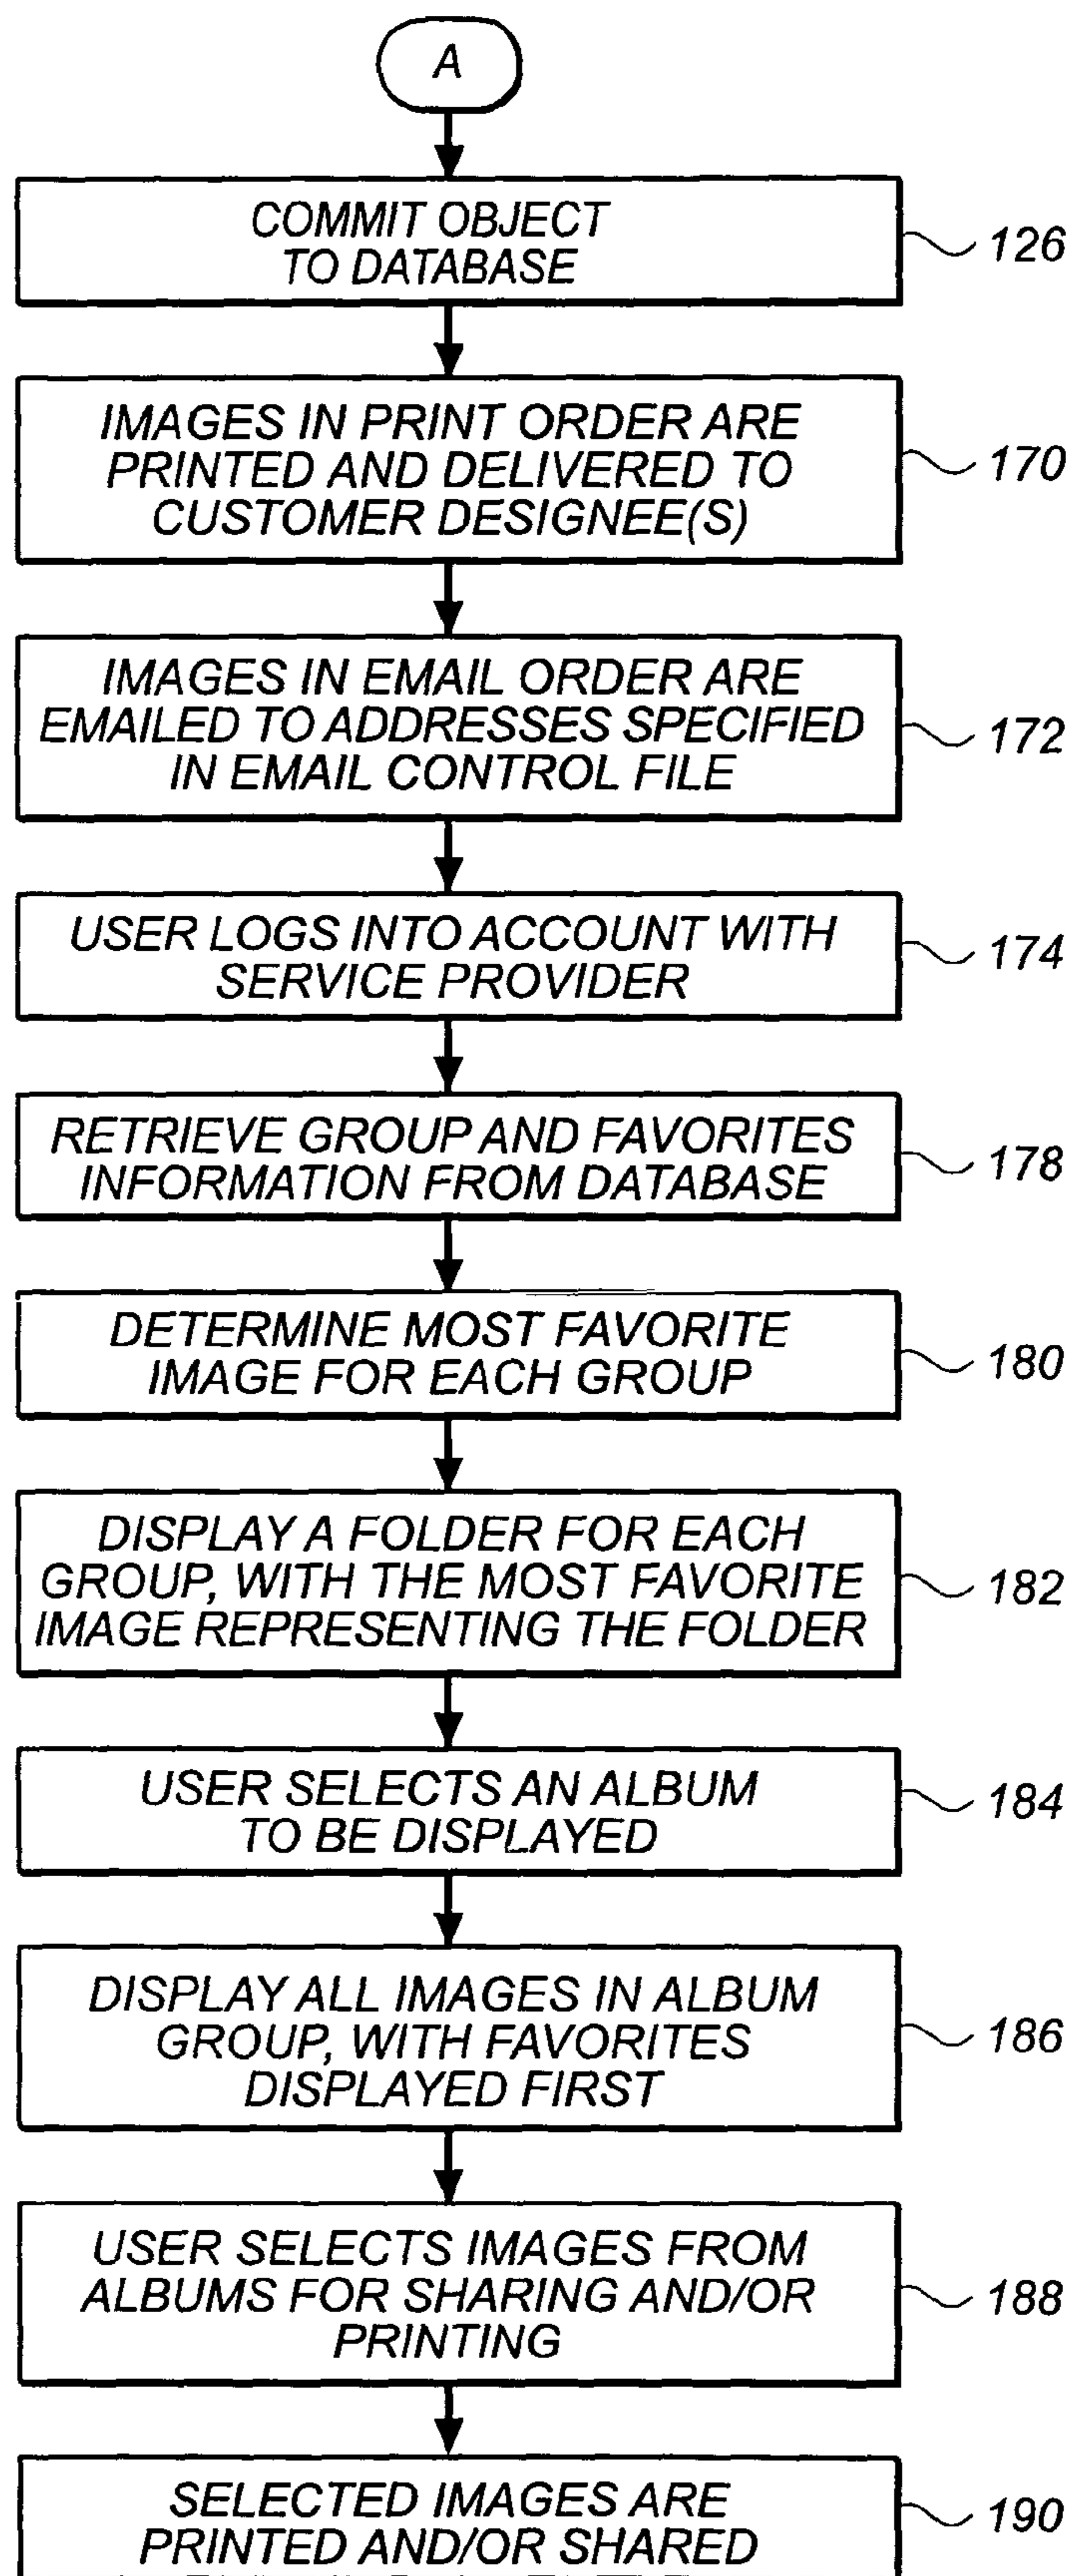 A
COMMIT OBJECT
TO DATABASE
126
IMAGES IN PRINT ORDER ARE
PRINTED AND DELIVERED TO
CUSTOMER DESIGNEE(S)
170
IMAGES IN EMAIL ORDER ARE
EMAILED TO ADDRESSES SPECIFIED
IN EMAIL CONTROL FILE
172
USER LOGS INTO ACCOUNT WITH
SERVICE PROVIDER
174
RETRIEVE GROUP AND FAVORITES
INFORMATION FROM DATABASE
178
DETERMINE MOST FAVORITE
IMAGE FOR EACH GROUP
180
DISPLAY A FOLDER FOR EACH
GROUP, WITH THE MOST FAVORITE
IMAGE REPRESENTING THE FOLDER
182
USER SELECTS AN ALBUM
TO BE DISPLAYED
184
DISPLAY ALL IMAGES IN ALBUM
GROUP, WITH FAVORITES
DISPLAYED FIRST
186
USER SELECTS IMAGES FROM
ALBUMS FOR SHARING AND/OR
PRINTING
188
SELECTED IMAGES ARE
PRINTED AND/OR SHARED
190